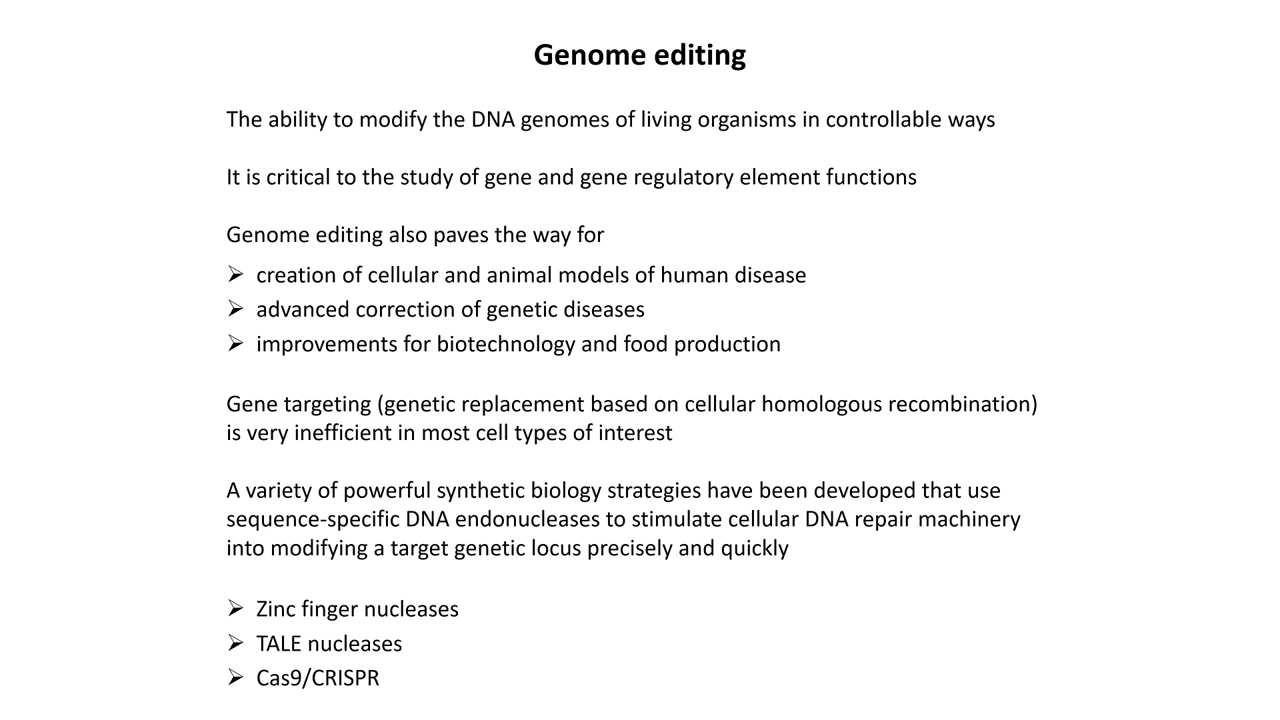 Genome editing
The ability to modify the DNA genomes of living organisms in controllable ways
It is critical to the study of gene and gene regulatory element functions
Genome editing also paves the way for
➢ creation of cellular and animal models of human disease
➢ advanced correction of genetic diseases
➢ improvements for biotechnology and food production
Gene targeting (genetic replacement based on cellular homologous recombination)
is very inefficient in most cell types of interest
A variety of powerful synthetic biology strategies have been developed that use
sequence-specific DNA endonucleases to stimulate cellular DNA repair machinery
into modifying a target genetic locus precisely and quickly
➢ Zinc finger nucleases
➢ TALE nucleases
➢ Cas9/CRISPR